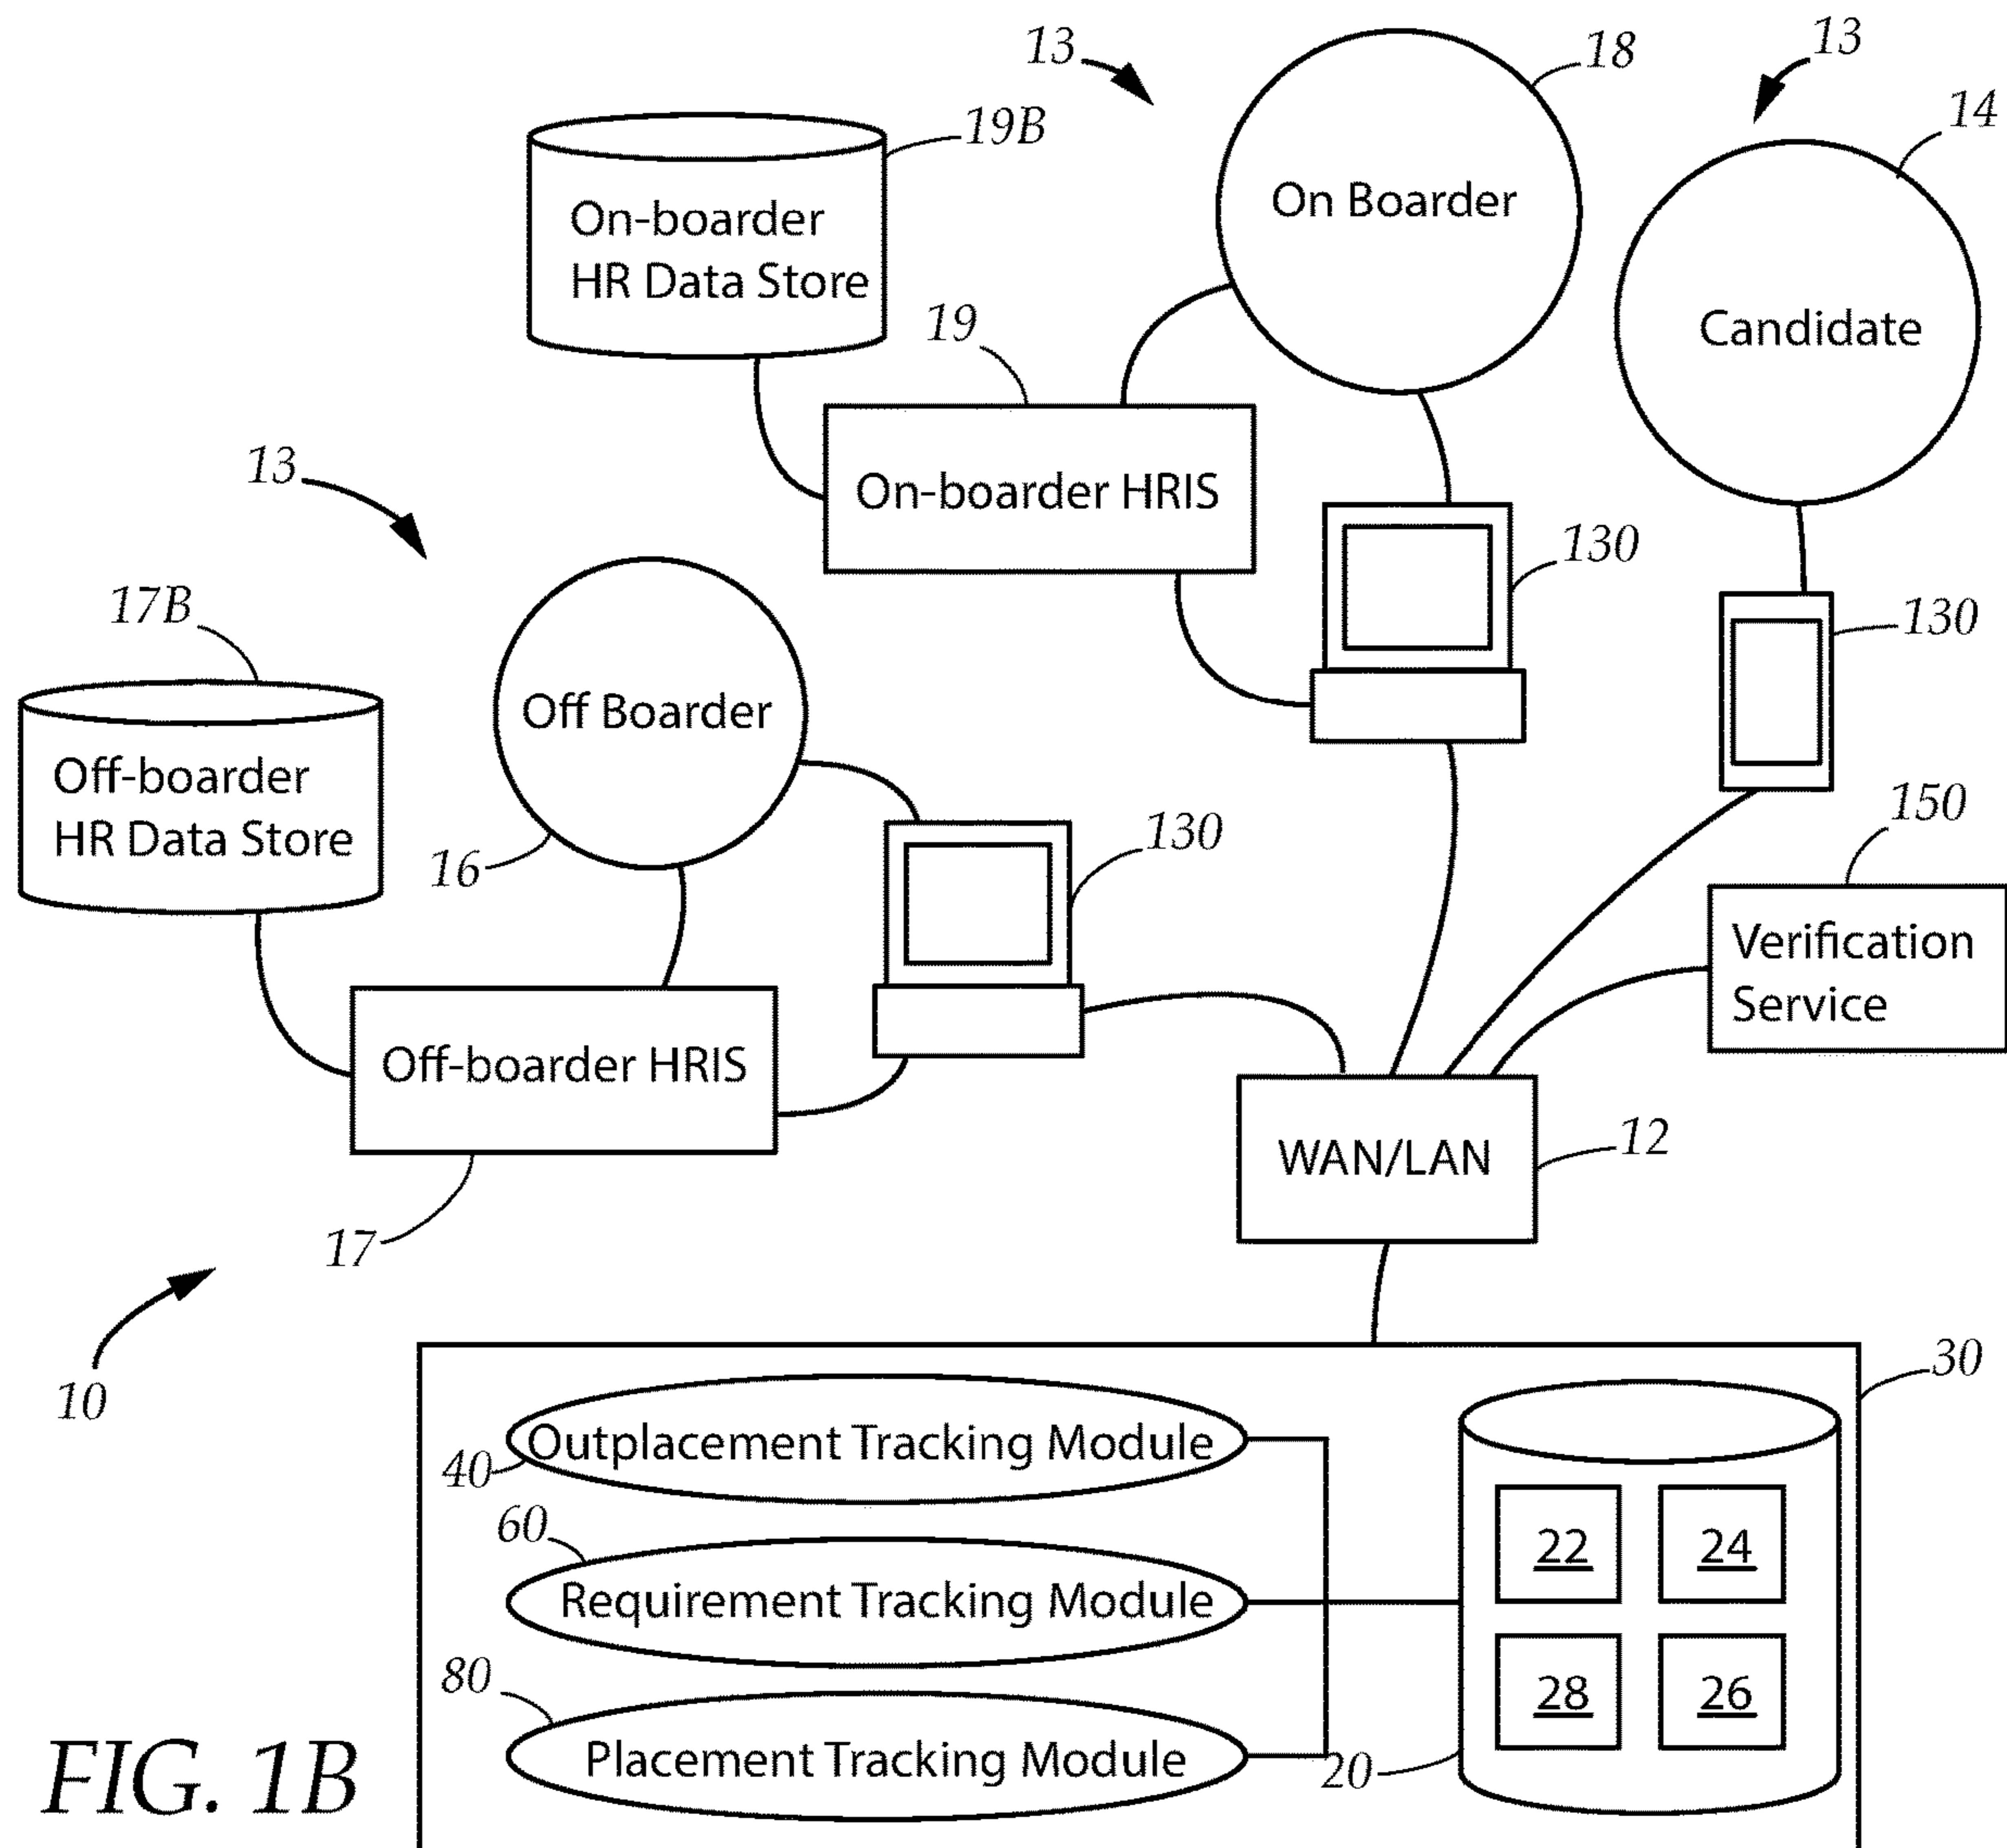 13
18
13
14
19B
On Boarder
On-boarder
HR Data Store
Candidate
19
13
On-boarder HRIS
130
130
17B
Off Boarder
Off-boarder
HR Data Store
16
130
150
Verification
Service
Off-boarder HRIS
WAN/LAN
12
17
10
30
Outplacement Tracking Module
40
60
22
24
Requirement Tracking Module
80
28
26
Placement Tracking Module
20
FIG. 1B